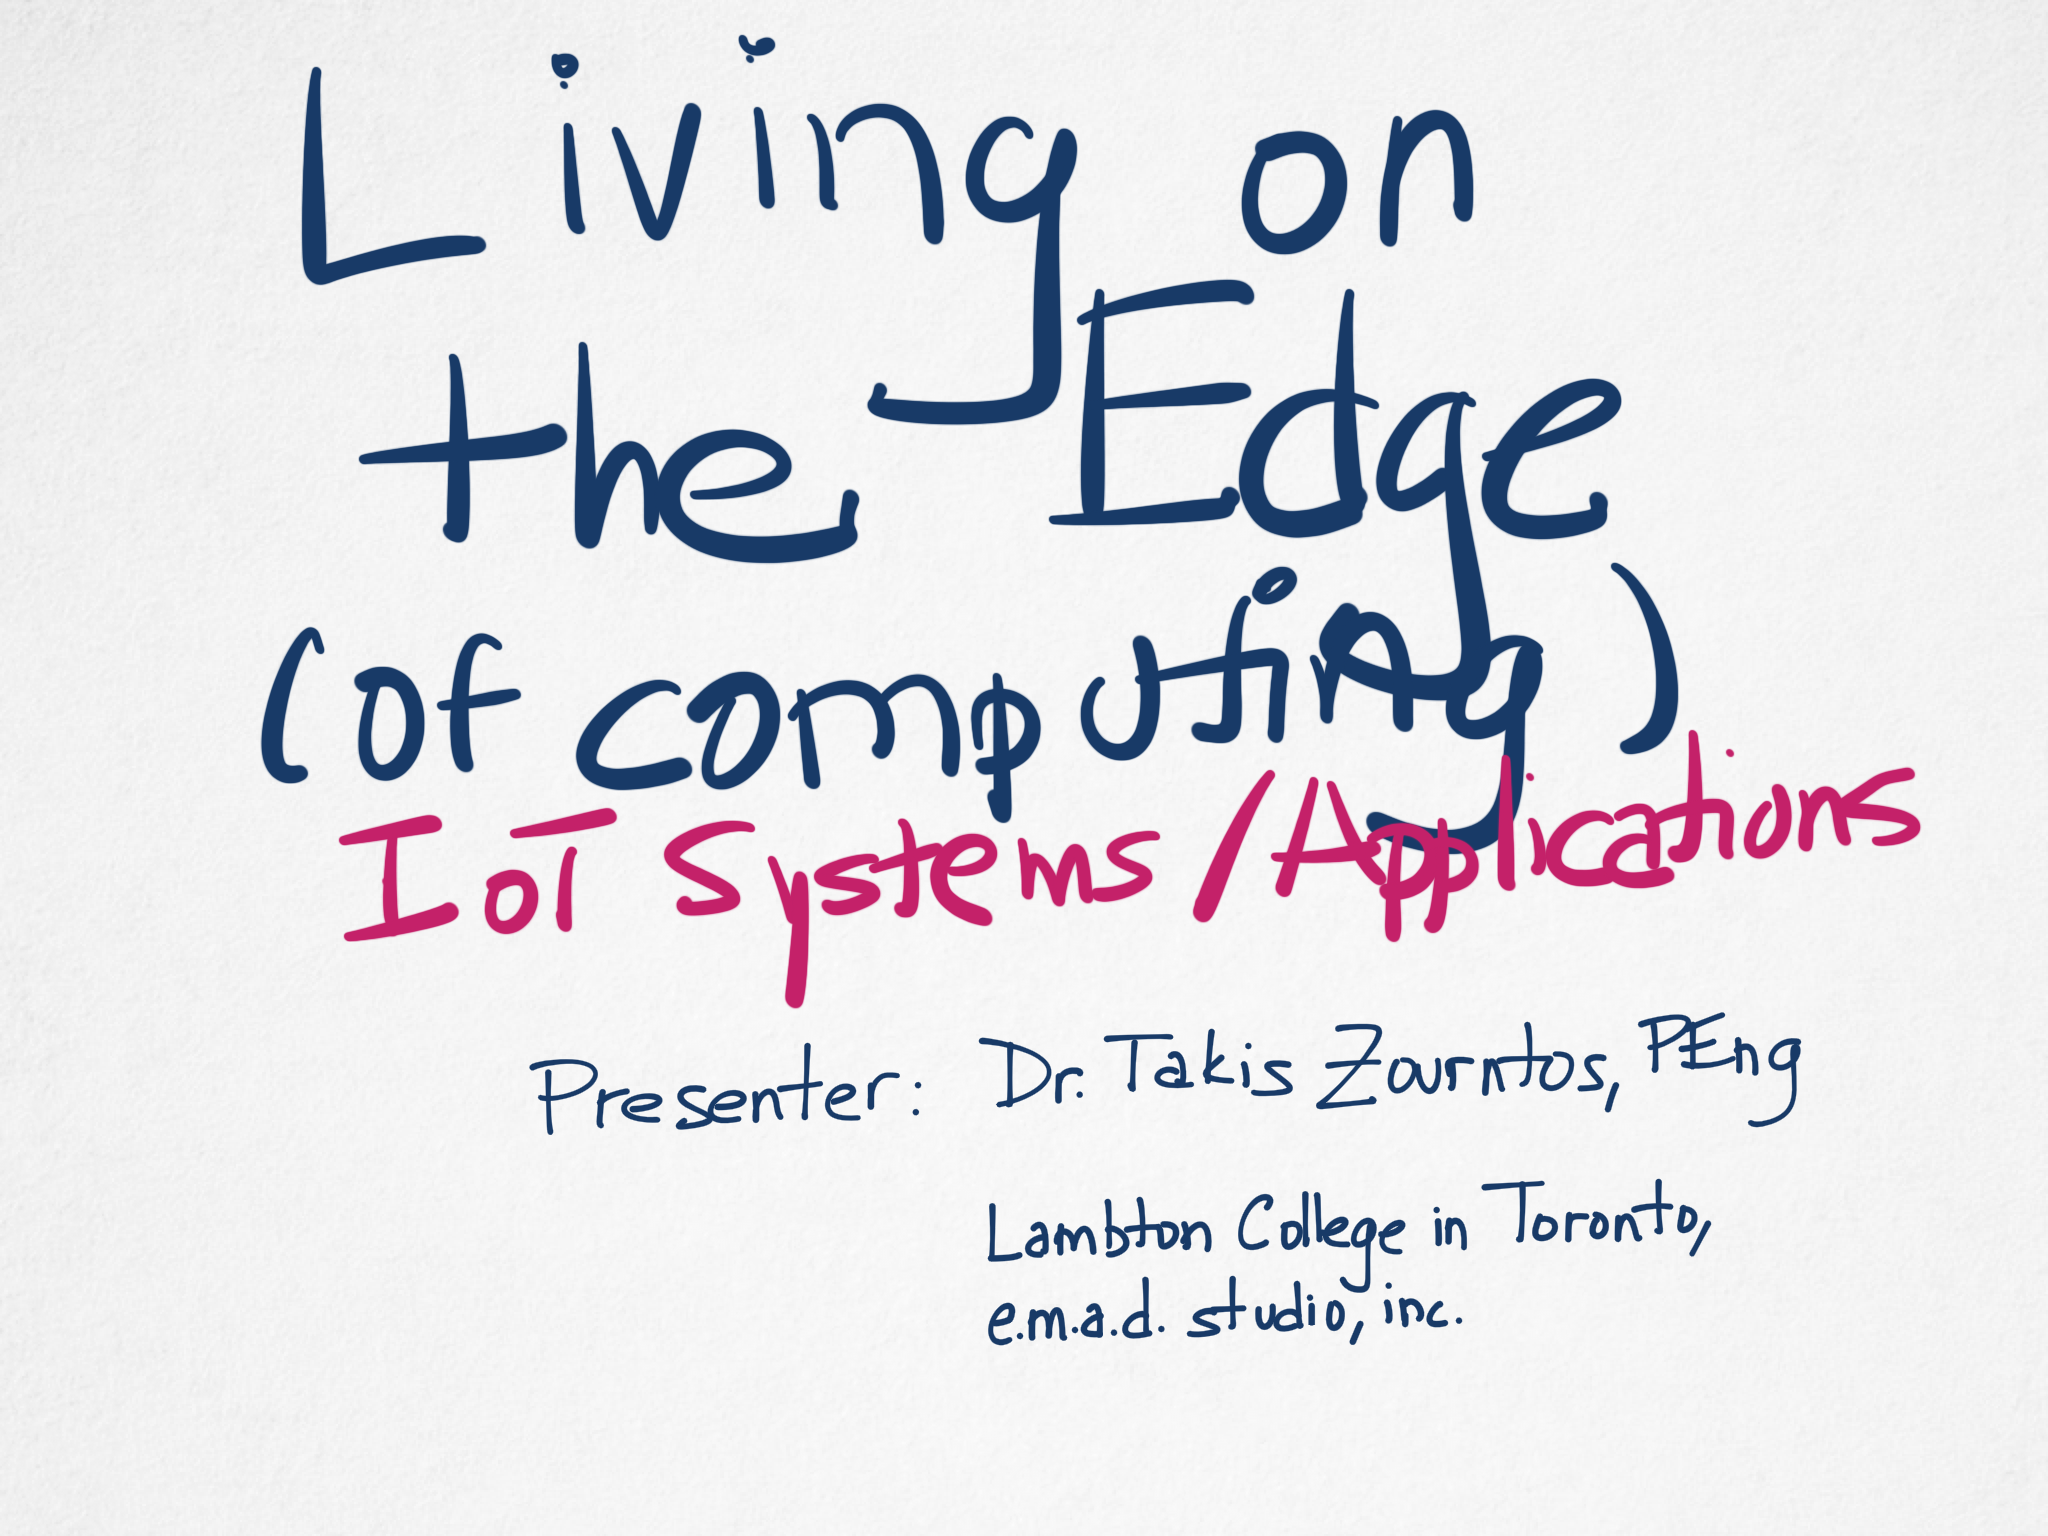 Living on
the Edge
(of computing)
IoT Systems/Applications
Presenter: Dr. Takis Zourntos, PEng
Lambton College in Toronto,
e.m.a.d. studio, inc.